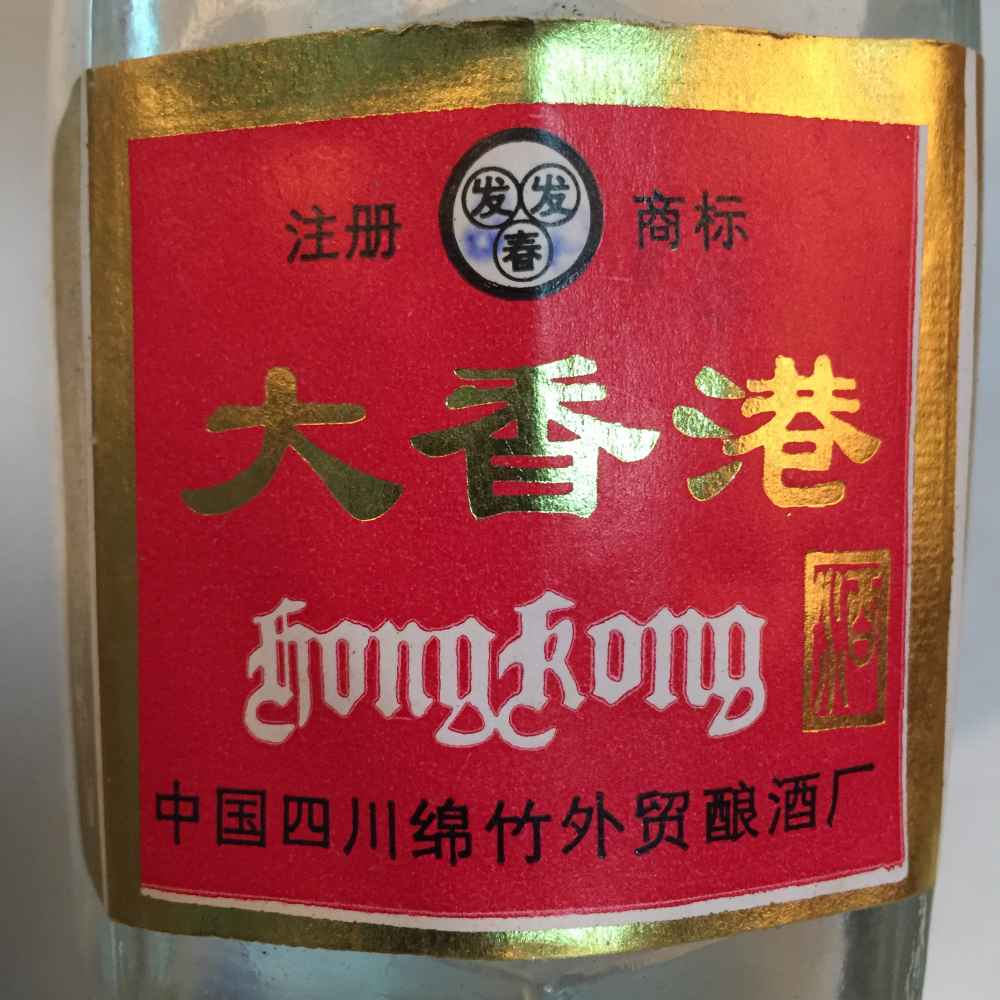 注册 发发春 商标
大香港
酒
HongKong
中国四川绵竹外贸酿酒厂